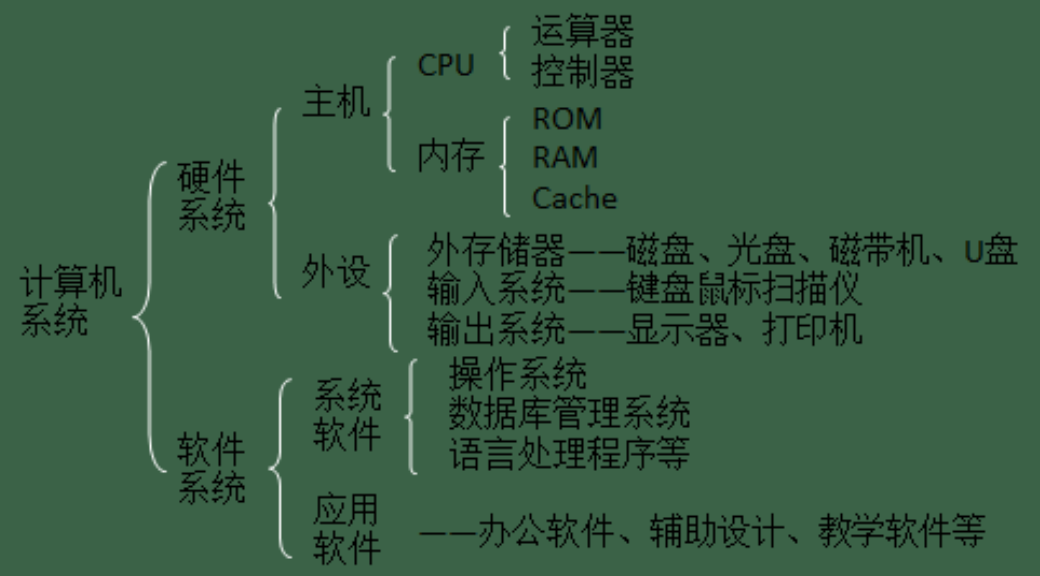 计算机
系统
硬件
系统
主机
CPU
运算器
控制器
内存
ROM
RAM
Cache
外设
外存储器——磁盘、光盘、磁带机、U盘
输入系统——键盘鼠标扫描仪
输出系统——显示器、打印机
软件
系统
系统
软件
操作系统
数据库管理系统
语言处理程序等
应用
软件
——办公软件、辅助设计、教学软件等